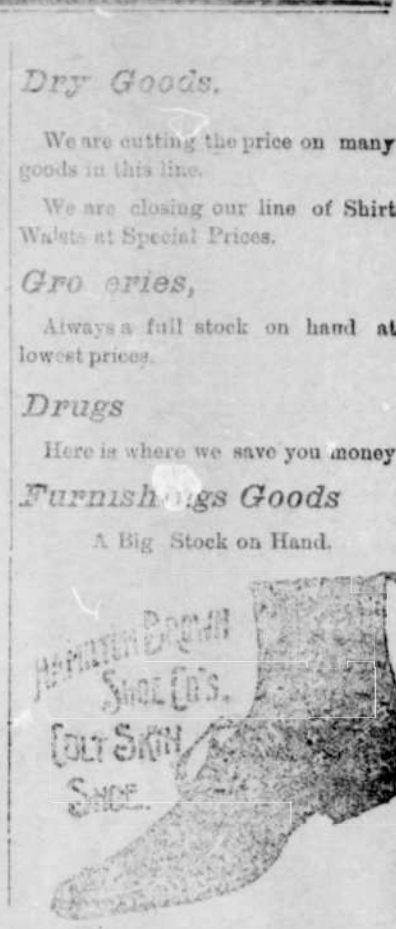 Dry Goods.
We are cutting the price on many
goods in this line.
We are closing our line of Shirt
Waists at Special Prices.
Gro eries,
Always a full stock on hand at
lowest prices.
Drugs
Here is where we save you money
Furnishings Goods
A Big Stock on Hand.
HAMILTON BROWN
SHOE CO'S.
COLT SKIN
SHOE.